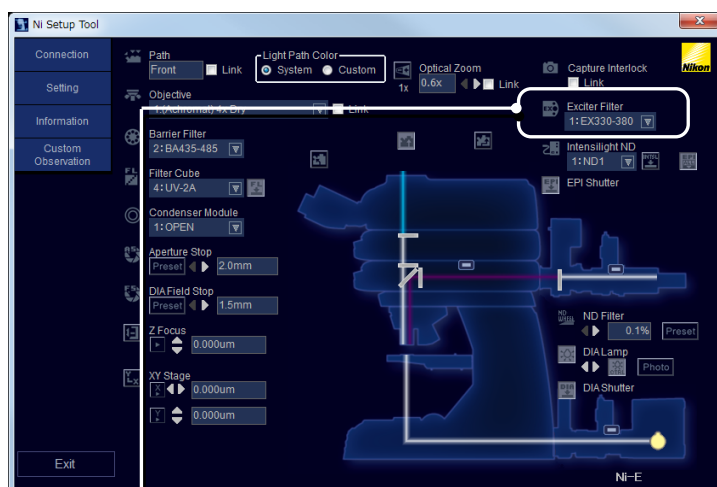 Ni Setup Tool
Connection
Setting
Information
Custom
Observation
Exit
Path
Front
Link
Light Path Color
System
Custom
1x
Optical Zoom
0.6x
Link
Capture Interlock
Link
Nikon
Objective
1:(Achromat) 4x Dry
Link
Exciter Filter
1:EX330-380
Barrier Filter
2:BA435-485
Intensilight ND
1:ND1
EPI Shutter
Filter Cube
4:UV-2A
Condenser Module
1:OPEN
Aperture Stop
Preset
2.0mm
DIA Field Stop
Preset
1.5mm
Z Focus
0.000um
XY Stage
X
0.000um
Y
0.000um
ND Filter
0.1%
Preset
DIA Lamp
Photo
DIA Shutter
Ni-E